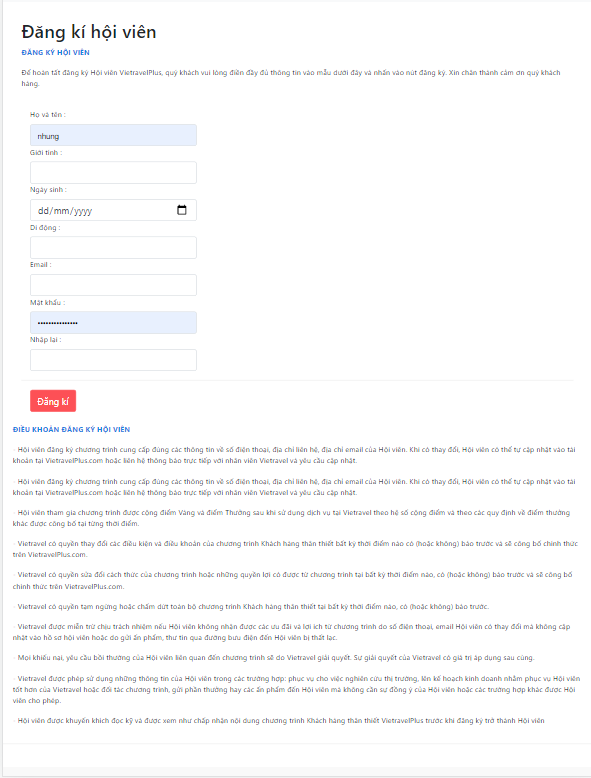 Đăng kí hội viên
ĐĂNG KÝ HỘI VIÊN
Để hoàn tất đăng ký Hội viên VietravelPlus, quý khách vui lòng điền đầy đủ thông tin vào mẫu dưới đây và nhấn vào nút đăng ký. Xin chân thành cảm ơn quý khách
hàng.
Họ và tên :
nhung
Giới tính :
Ngày sinh :
dd/mm/yyyy
Di động :
Email :
Mật khẩu :
•••••••••••••••
Nhập lại :
Đăng kí
ĐIỀU KHOẢN ĐĂNG KÝ HỘI VIÊN
· Hội viên đăng ký chương trình cung cấp đúng các thông tin về số điện thoại, địa chỉ liên hệ, địa chỉ email của Hội viên. Khi có thay đổi, Hội viên có thể tự cập nhật vào tài
khoản tại VietravelPlus.com hoặc liên hệ thông báo trực tiếp với nhân viên Vietravel và yêu cầu cập nhật.
· Hội viên đăng ký chương trình cung cấp đúng các thông tin về số điện thoại, địa chỉ liên hệ, địa chỉ email của Hội viên. Khi có thay đổi, Hội viên có thể tự cập nhật vào tài
khoản tại VietravelPlus.com hoặc liên hệ thông báo trực tiếp với nhân viên Vietravel và yêu cầu cập nhật.
· Hội viên tham gia chương trình được cộng điểm Vàng và điểm Thưởng sau khi sử dụng dịch vụ tại Vietravel theo hệ số cộng điểm và theo các quy định về điểm thưởng
khác được công bố tại từng thời điểm.
· Vietravel có quyền thay đổi các điều kiện và điều khoản của chương trình Khách hàng thân thiết bất kỳ thời điểm nào có (hoặc không) báo trước và sẽ công bố chính thức
trên VietravelPlus.com.
· Vietravel có quyền sửa đổi cách thức của chương trình hoặc những quyền lợi có được từ chương trình tại bất kỳ thời điểm nào, có (hoặc không) báo trước và sẽ công bố
chính thức trên VietravelPlus.com.
· Vietravel có quyền tạm ngừng hoặc chấm dứt toàn bộ chương trình Khách hàng thân thiết tại bất kỳ thời điểm nào, có (hoặc không) báo trước.
· Vietravel được miễn trừ chịu trách nhiệm nếu Hội viên không nhận được các ưu đãi và lợi ích từ chương trình do số điện thoại, email Hội viên có thay đổi mà không cập
nhật vào hồ sơ hội viên hoặc do gửi ấn phẩm, thư tín qua đường bưu điện đến Hội viên bị thất lạc.
· Mọi khiếu nại, yêu cầu bồi thường của Hội viên liên quan đến chương trình sẽ do Vietravel giải quyết. Sự giải quyết của Vietravel có giá trị áp dụng sau cùng.
· Vietravel được phép sử dụng những thông tin của Hội viên trong các trường hợp: phục vụ cho việc nghiên cứu thị trường, lên kế hoạch kinh doanh nhằm phục vụ Hội viên
tốt hơn của Vietravel hoặc đối tác chương trình, gửi phần thưởng hay các ấn phẩm đến Hội viên mà không cần sự đồng ý của Hội viên hoặc các trường hợp khác được Hội
viên cho phép.
· Hội viên được khuyến khích đọc kỹ và được xem như chấp nhận nội dung chương trình Khách hàng thân thiết VietravelPlus trước khi đăng ký trở thành Hội viên